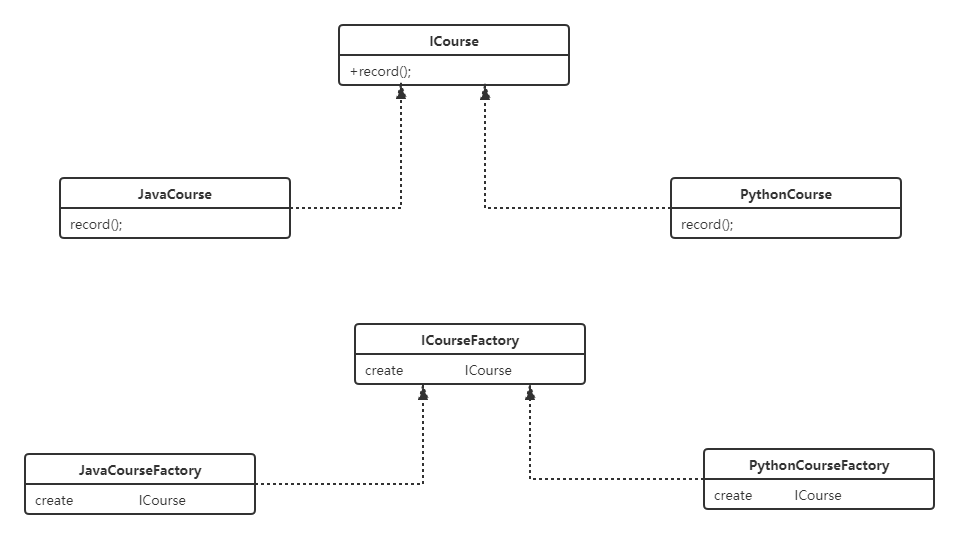 ICourse
+record();
JavaCourse
record();
PythonCourse
record();
ICourseFactory
create ICourse
JavaCourseFactory
create ICourse
PythonCourseFactory
create ICourse